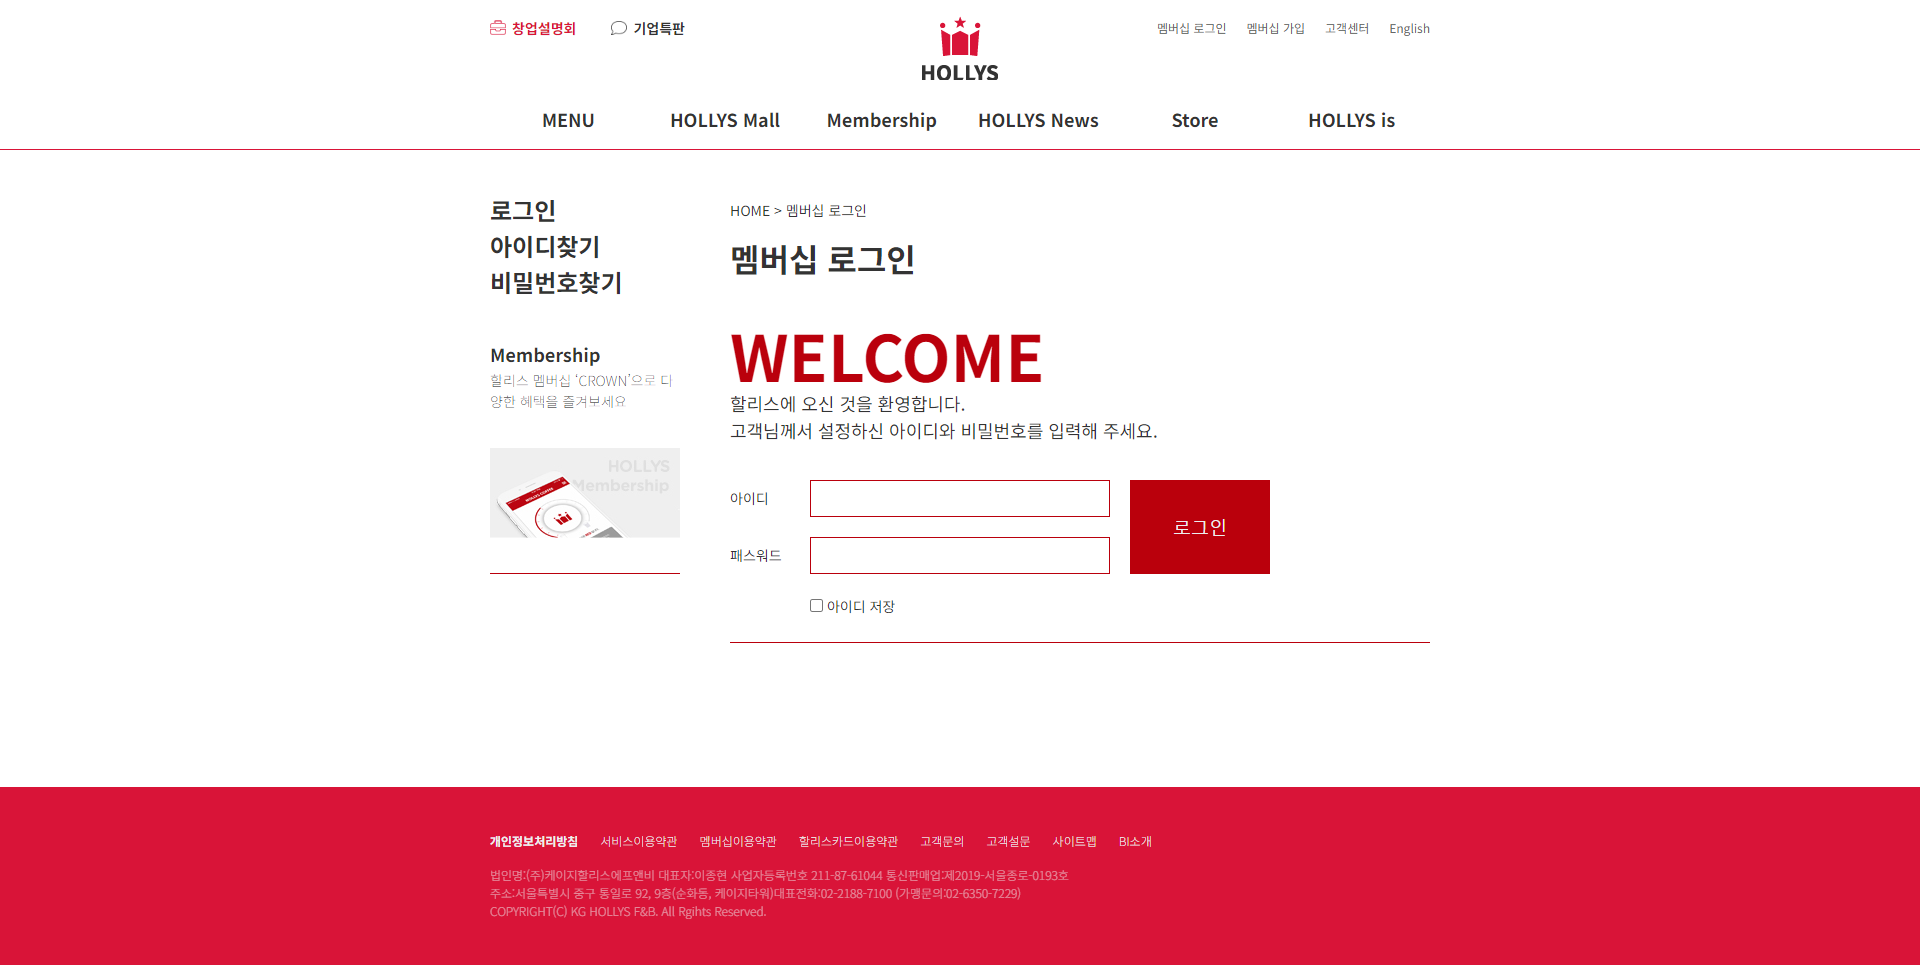 창업설명회 기업특판
HOLLYS
멤버십 로그인 멤버십 가입 고객센터 English
MENU HOLLYS Mall Membership HOLLYS News Store HOLLYS is
로그인
아이디찾기
비밀번호찾기
Membership
할리스 멤버십 ‘CROWN’으로 다
양한 혜택을 즐겨보세요
HOLLYS
Membership
HOME > 멤버십 로그인
멤버십 로그인
WELCOME
할리스에 오신 것을 환영합니다.
고객님께서 설정하신 아이디와 비밀번호를 입력해 주세요.
아이디
패스워드
로그인
아이디 저장
개인정보처리방침 서비스이용약관 멤버십이용약관 할리스카드이용약관 고객문의 고객설문 사이트맵 BI소개
법인명:(주)케이지할리스에프앤비 대표자:이종현 사업자등록번호 211-87-61044 통신판매업:제2019-서울종로-0193호
주소:서울특별시 중구 통일로 92, 9층(순화동, 케이지타워)대표전화:02-2188-7100 (가맹문의:02-6350-7229)
COPYRIGHT(C) KG HOLLYS F&B. All Rgihts Reserved.